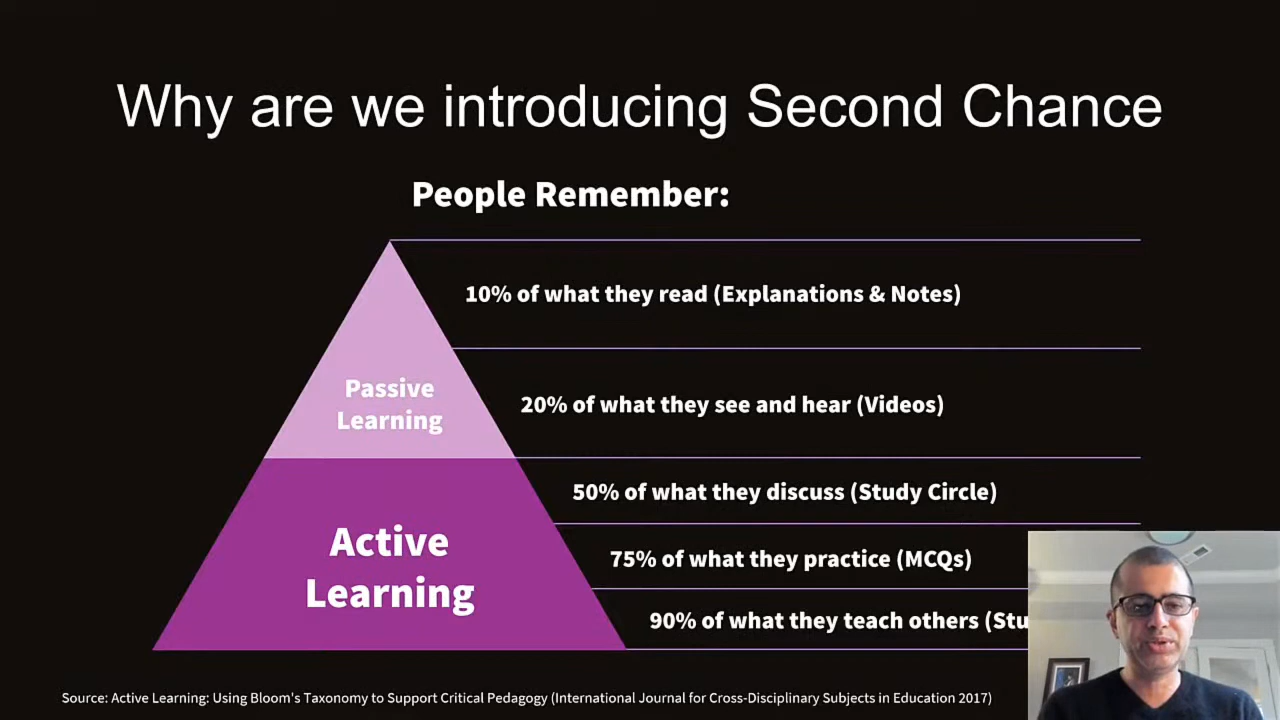 Why are we introducing Second Chance
People Remember:
10% of what they read (Explanations & Notes)
Passive
Learning
20% of what they see and hear (Videos)
50% of what they discuss (Study Circle)
Active
Learning
75% of what they practice (MCQs)
90% of what they teach others (Stu
Source: Active Learning: Using Bloom's Taxonomy to Support Critical Pedagogy (International Journal for Cross-Disciplinary Subjects in Education 2017)